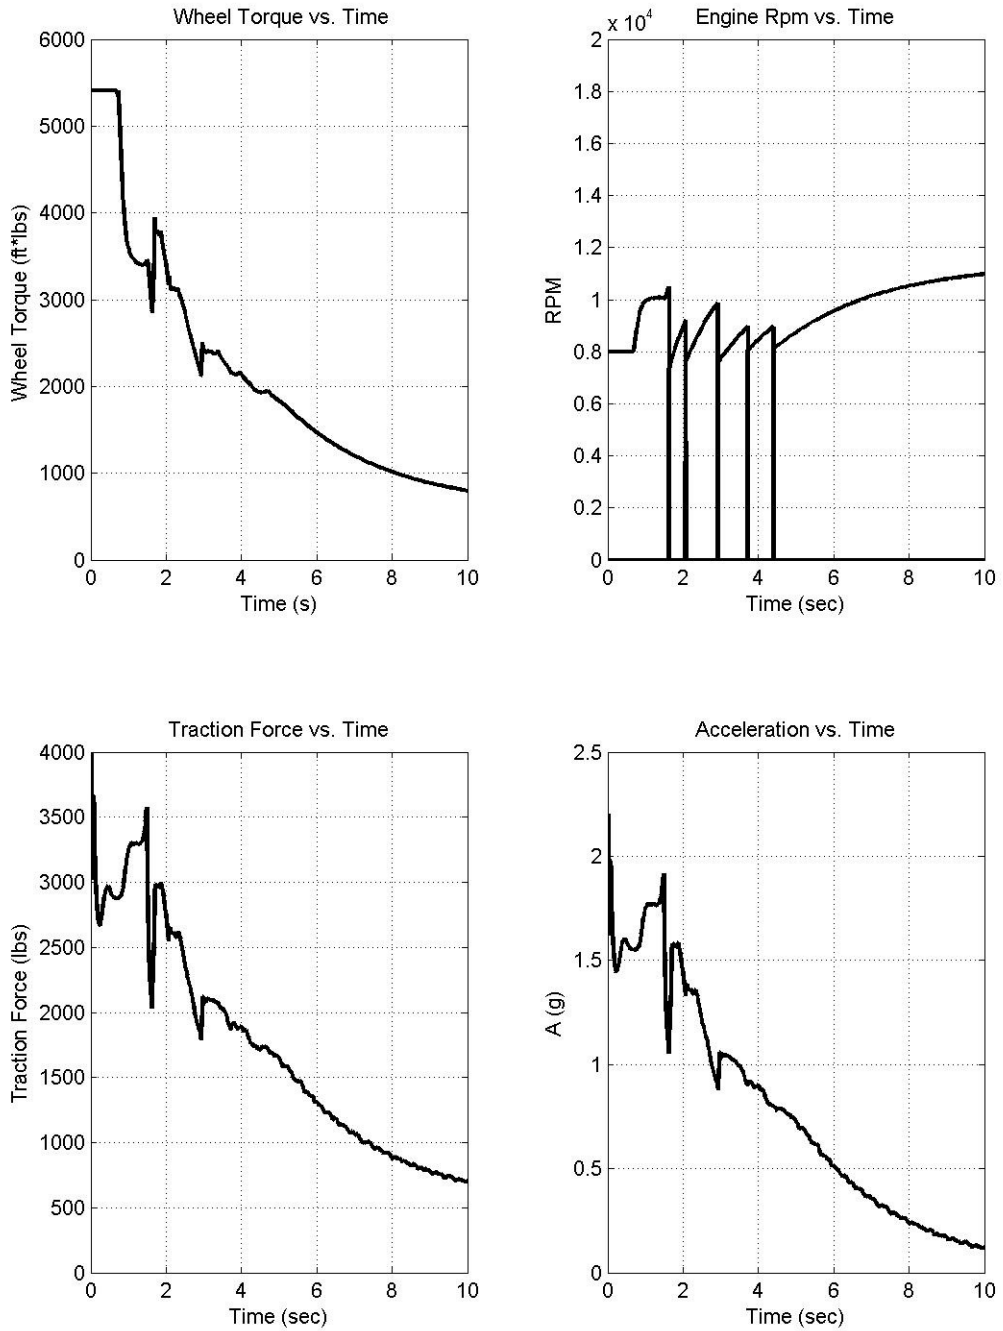 Wheel Torque vs. Time
6000
5000
4000
3000
2000
1000
0
Wheel Torque (ft*lbs)
0 2 4 6 8 10
Time (s)
Engine Rpm vs. Time
x 10^4
2
1.8
1.6
1.4
1.2
1
0.8
0.6
0.4
0.2
0
RPM
0 2 4 6 8 10
Time (sec)
Traction Force vs. Time
4000
3500
3000
2500
2000
1500
1000
500
0
Traction Force (lbs)
0 2 4 6 8 10
Time (sec)
Acceleration vs. Time
2.5
2
1.5
1
0.5
0
A (g)
0 2 4 6 8 10
Time (sec)